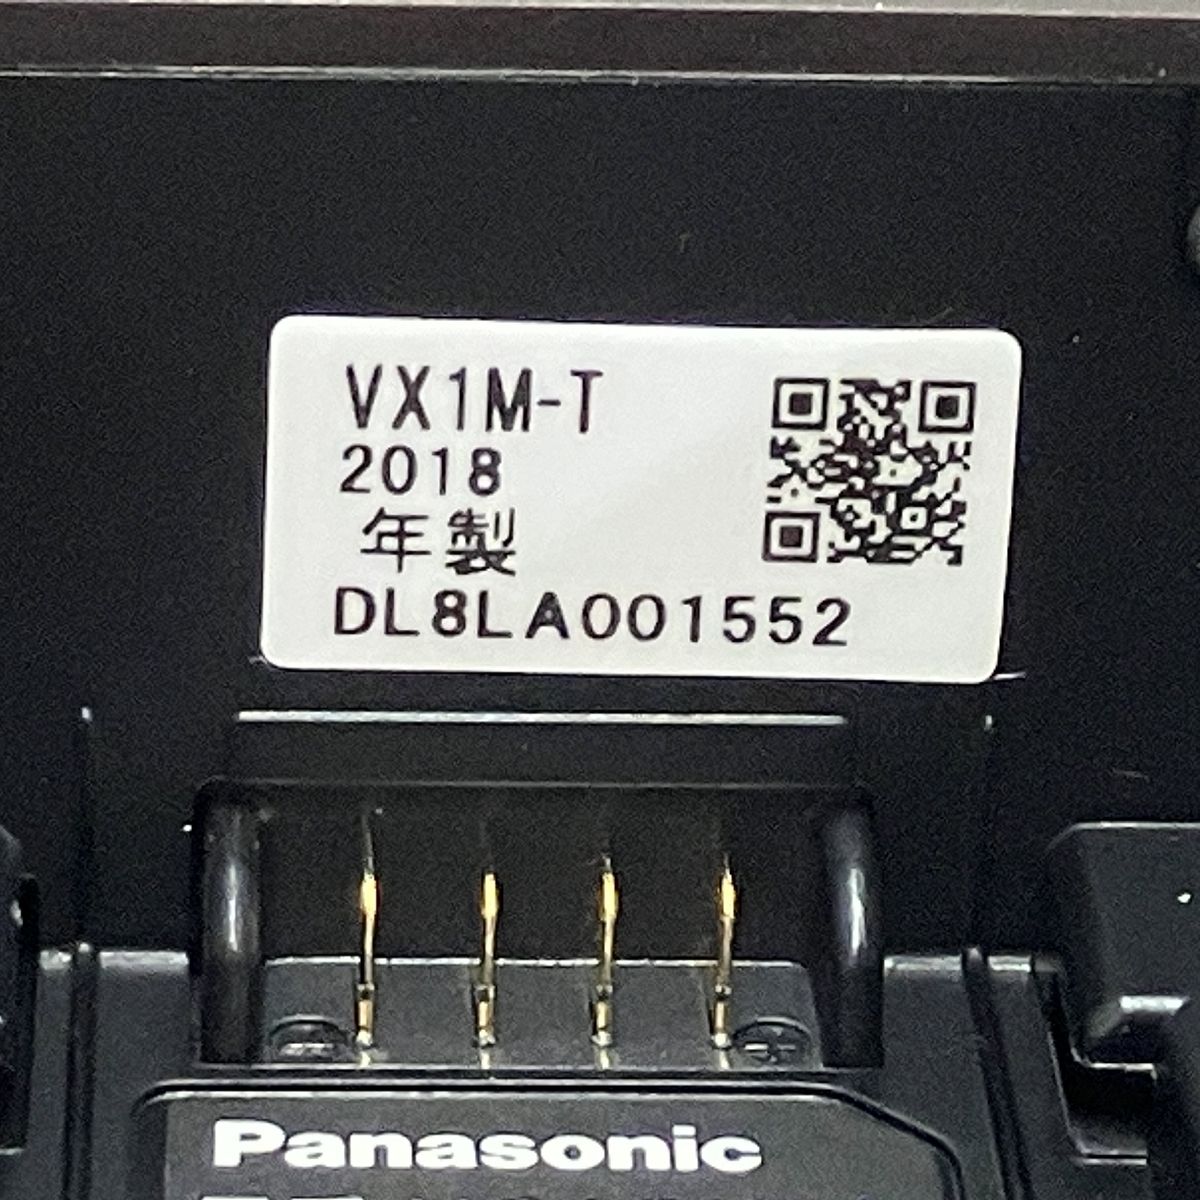 VX1M-T
2018
年製
DL8LA001552
Panasonic